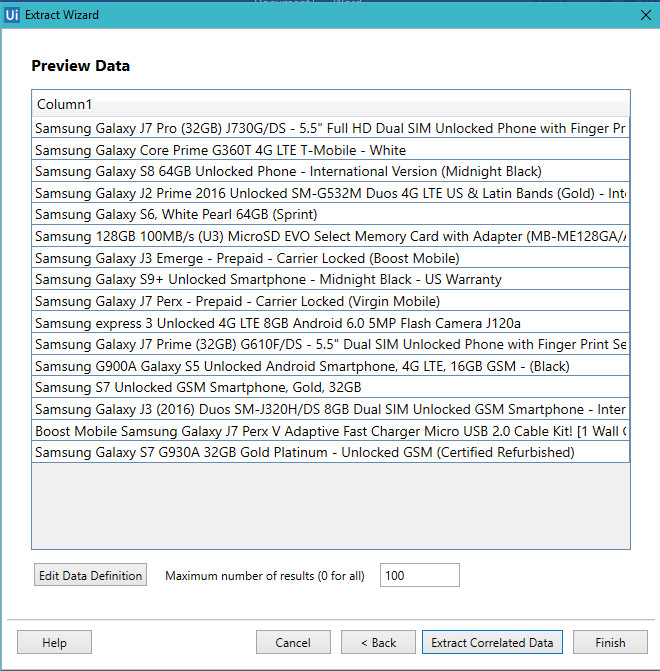 Ui Extract Wizard
Preview Data
Column1
Samsung Galaxy J7 Pro (32GB) J730G/DS - 5.5" Full HD Dual SIM Unlocked Phone with Finger Pr
Samsung Galaxy Core Prime G360T 4G LTE T-Mobile - White
Samsung Galaxy S8 64GB Unlocked Phone - International Version (Midnight Black)
Samsung Galaxy J2 Prime 2016 Unlocked SM-G532M Duos 4G LTE US & Latin Bands (Gold) - Int
Samsung Galaxy S6, White Pearl 64GB (Sprint)
Samsung 128GB 100MB/s (U3) MicroSD EVO Select Memory Card with Adapter (MB-ME128GA/
Samsung Galaxy J3 Emerge - Prepaid - Carrier Locked (Boost Mobile)
Samsung Galaxy S9+ Unlocked Smartphone - Midnight Black - US Warranty
Samsung Galaxy J7 Perx - Prepaid - Carrier Locked (Virgin Mobile)
Samsung express 3 Unlocked 4G LTE 8GB Android 6.0 5MP Flash Camera J120a
Samsung Galaxy J7 Prime (32GB) G610F/DS - 5.5" Dual SIM Unlocked Phone with Finger Print Se
Samsung G900A Galaxy S5 Unlocked Android Smartphone, 4G LTE, 16GB GSM - (Black)
Samsung S7 Unlocked GSM Smartphone, Gold, 32GB
Samsung Galaxy J3 (2016) Duos SM-J320H/DS 8GB Dual SIM Unlocked GSM Smartphone - Inter
Boost Mobile Samsung Galaxy J7 Perx V Adaptive Fast Charger Micro USB 2.0 Cable Kit! [1 Wall
Samsung Galaxy S7 G930A 32GB Gold Platinum - Unlocked GSM (Certified Refurbished)
Edit Data Definition Maximum number of results (0 for all) 100
Help Cancel < Back Extract Correlated Data Finish